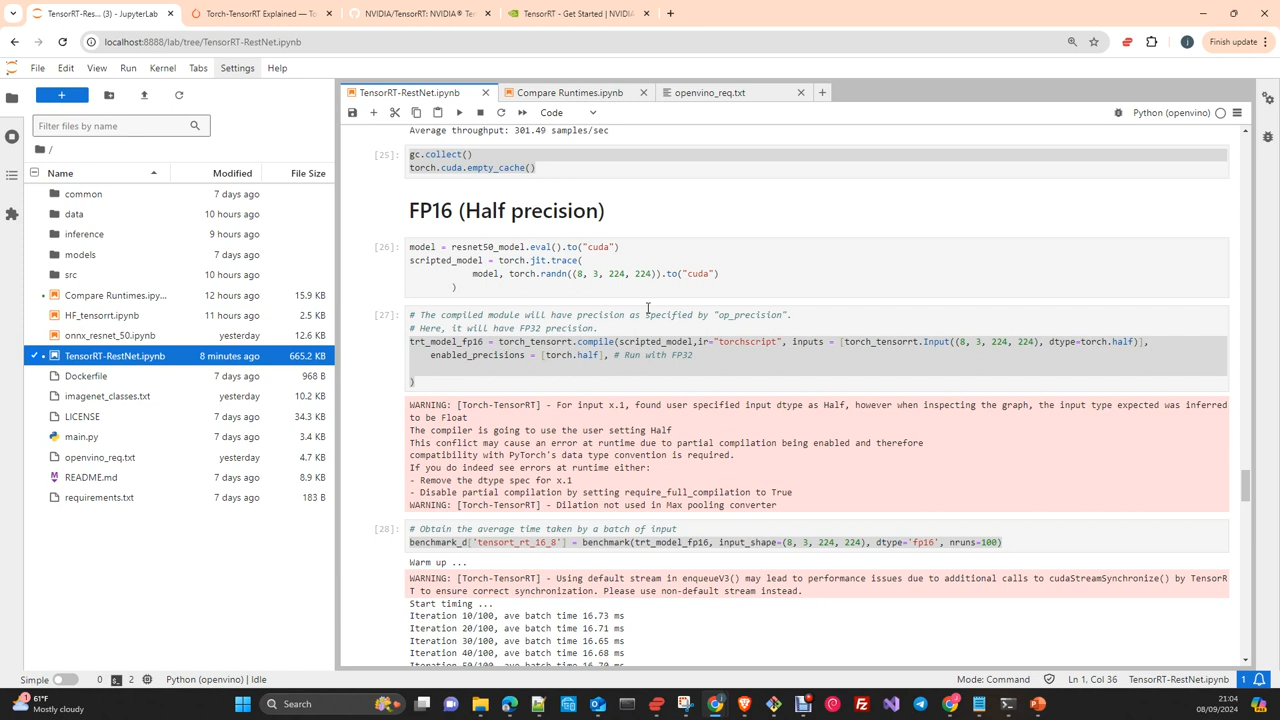 TensorRT-Res... (3) - JupyterLab
Torch-TensorRT Explained — To
NVIDIA/TensorRT: NVIDIA® Te
TensorRT - Get Started | NVIDIA
localhost:8888/lab/tree/TensorRT-RestNet.ipynb
Finish update
File Edit View Run Kernel Tabs Settings Help
TensorRT-RestNet.ipynb
Compare Runtimes.ipynb
openvino_req.txt
Code
Python (openvino)
Filter files by name
/
Name Modified File Size
common 7 days ago
data 10 hours ago
inference 9 hours ago
models 7 days ago
src 10 hours ago
Compare Runtimes.ipy... 12 hours ago 15.9 KB
HF_tensorrt.ipynb 11 hours ago 2.5 KB
onnx_resnet_50.ipynb yesterday 12.6 KB
TensorRT-RestNet.ipynb 8 minutes ago 665.2 KB
Dockerfile 7 days ago 968 B
imagenet_classes.txt yesterday 10.2 KB
LICENSE 7 days ago 34.3 KB
main.py 7 days ago 3.4 KB
openvino_req.txt yesterday 4.7 KB
README.md 7 days ago 8.9 KB
requirements.txt 7 days ago 183 B
Average throughput: 301.49 samples/sec
[25]: gc.collect()
torch.cuda.empty_cache()
FP16 (Half precision)
[26]: model = resnet50_model.eval().to("cuda")
scripted_model = torch.jit.trace(
model, torch.randn((8, 3, 224, 224)).to("cuda")
)
[27]: # The compiled module will have precision as specified by "op_precision".
# Here, it will have FP32 precision.
trt_model_fp16 = torch_tensorrt.compile(scripted_model,ir="torchscript", inputs = [torch_tensorrt.Input((8, 3, 224, 224), dtype=torch.half)],
enabled_precisions = [torch.half], # Run with FP32
)
WARNING: [Torch-TensorRT] - For input x.1, found user specified input dtype as Half, however when inspecting the graph, the input type expected was inferred
to be Float
The compiler is going to use the user setting Half
This conflict may cause an error at runtime due to partial compilation being enabled and therefore
compatibility with PyTorch's data type convention is required.
If you do indeed see errors at runtime either:
- Remove the dtype spec for x.1
- Disable partial compilation by setting require_full_compilation to True
WARNING: [Torch-TensorRT] - Dilation not used in Max pooling converter
[28]: # Obtain the average time taken by a batch of input
benchmark_d['tensort_rt_16_8'] = benchmark(trt_model_fp16, input_shape=(8, 3, 224, 224), dtype='fp16', nruns=100)
Warm up ...
WARNING: [Torch-TensorRT] - Using default stream in enqueueV3() may lead to performance issues due to additional calls to cudaStreamSynchronize() by TensorR
T to ensure correct synchronization. Please use non-default stream instead.
Start timing ...
Iteration 10/100, ave batch time 16.73 ms
Iteration 20/100, ave batch time 16.71 ms
Iteration 30/100, ave batch time 16.65 ms
Iteration 40/100, ave batch time 16.68 ms
Iteration 50/100, ave batch time 16.70 ms
Simple 0 2 Python (openvino) | Idle
Mode: Command Ln 1, Col 36 TensorRT-RestNet.ipynb 1
61°F
Mostly cloudy
Search
21:04
08/09/2024